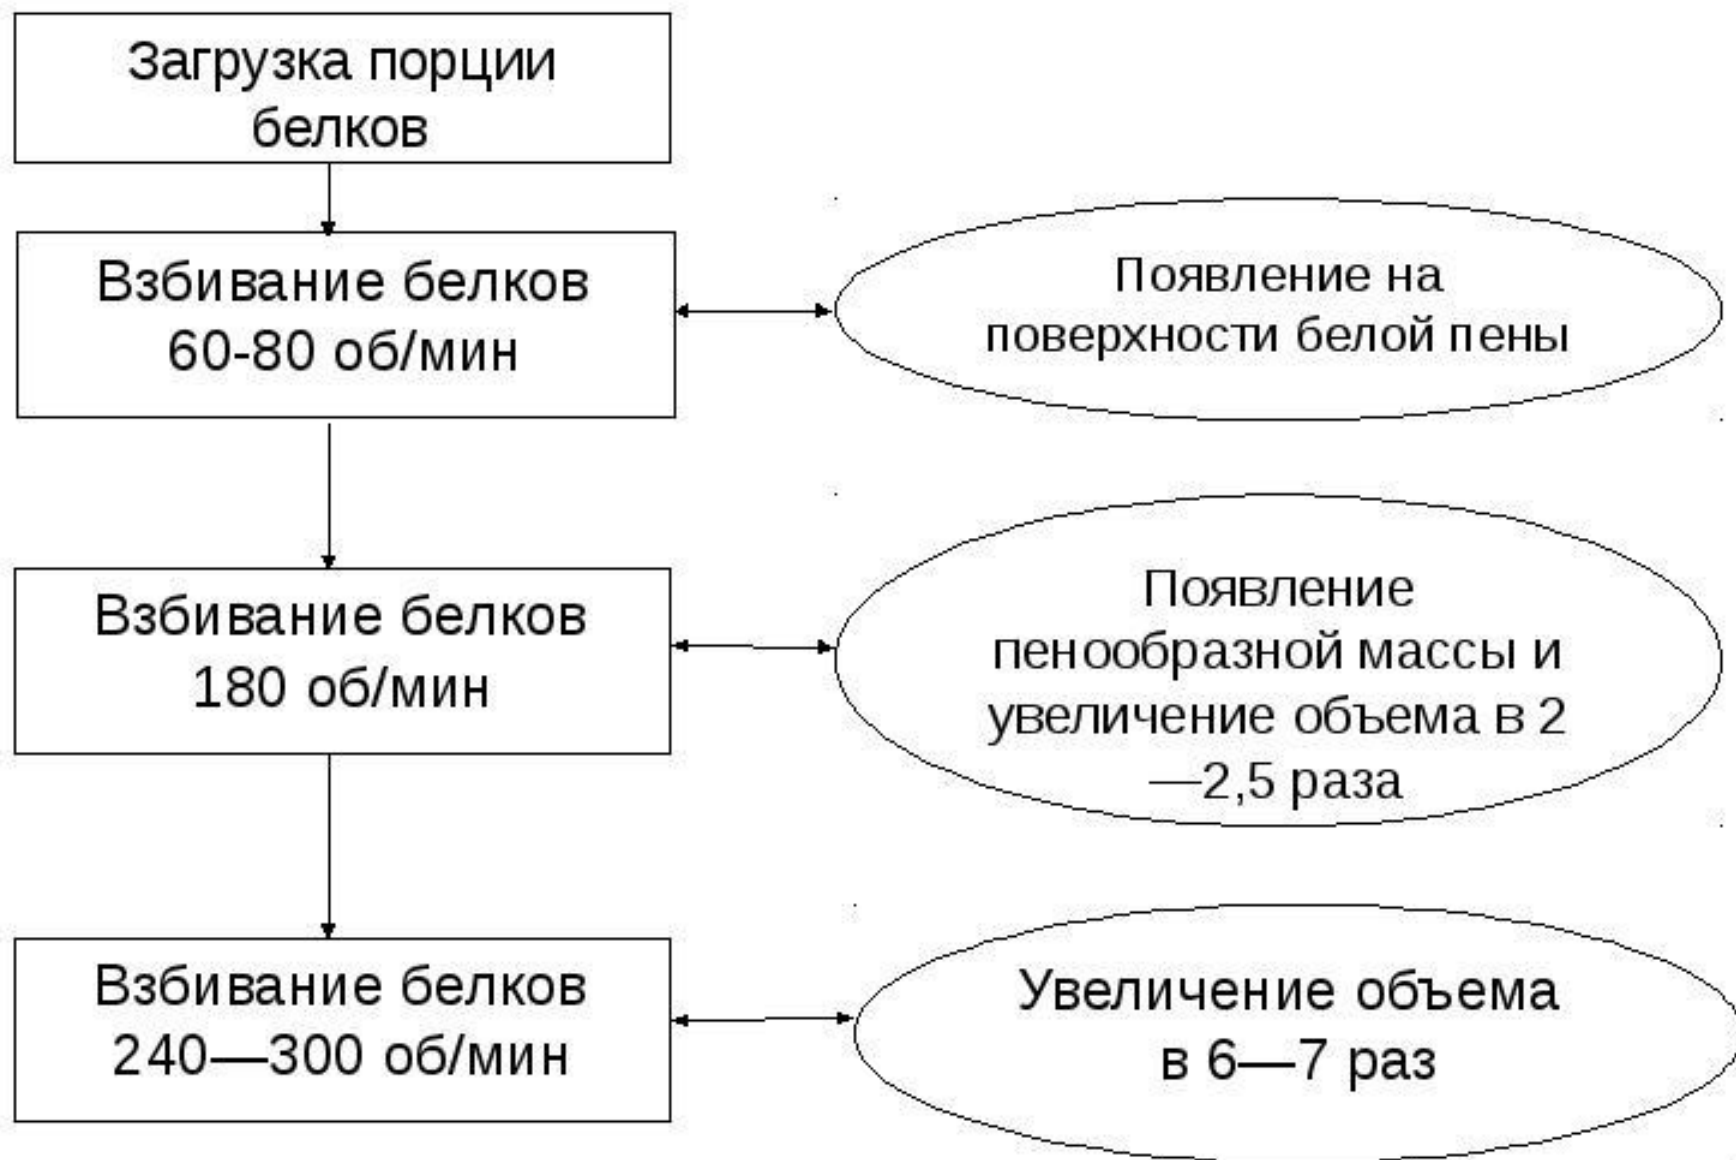 Загрузка порции
белков
Взбивание белков
60-80 об/мин
Появление на
поверхности белой пены
Взбивание белков
180 об/мин
Появление
пенообразной массы и
увеличение объема в 2
—2,5 раза
Взбивание белков
240—300 об/мин
Увеличение объема
в 6—7 раз